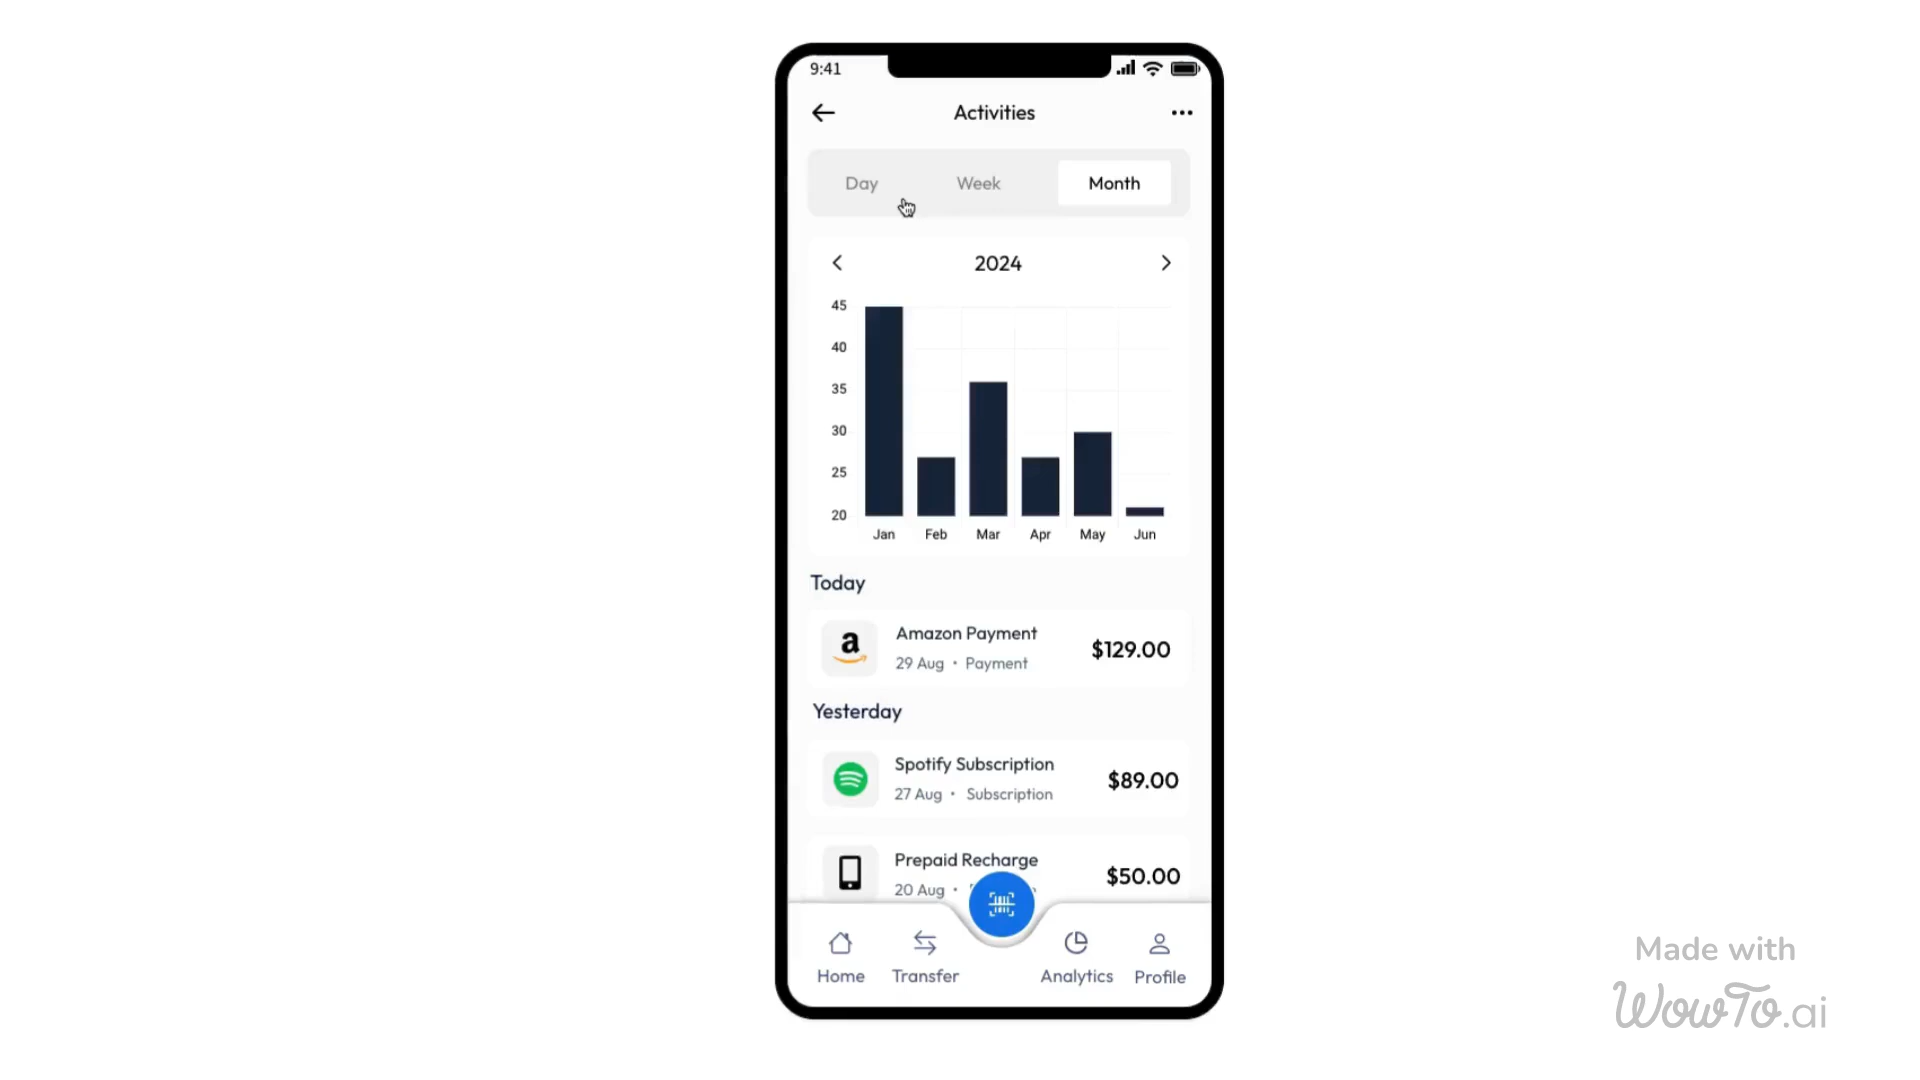 9:41
Activities
Day Week Month
2024
45
40
35
30
25
20
Jan Feb Mar Apr May Jun
Today
Amazon Payment
29 Aug • Payment
$129.00
Yesterday
Spotify Subscription
27 Aug • Subscription
$89.00
Prepaid Recharge
20 Aug •
$50.00
Home Transfer Analytics Profile
Made with
WowTo.ai